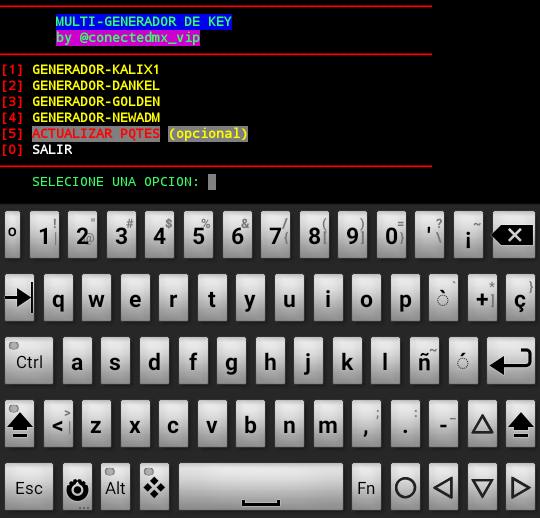 MULTI-GENERADOR DE KEY
by @conectedmx_vip
[1] GENERADOR-KALIX1
[2] GENERADOR-DANKEL
[3] GENERADOR-GOLDEN
[4] GENERADOR-NEWADM
[5] ACTUALIZAR PQTES (opcional)
[0] SALIR
SELECIONE UNA OPCION:
º 1 ! | 2 " @ 3 # 4 $ 5 % 6 & 7 / { 8 ( [ 9 ) ] 0 = } ' ? \ ¡ ~
q w e r t y u i o p ` + * ] ç }
Ctrl a s d f g h j k l ñ ~ ´
< > | z x c v b n m , ; . : - _
Esc ... Alt Fn